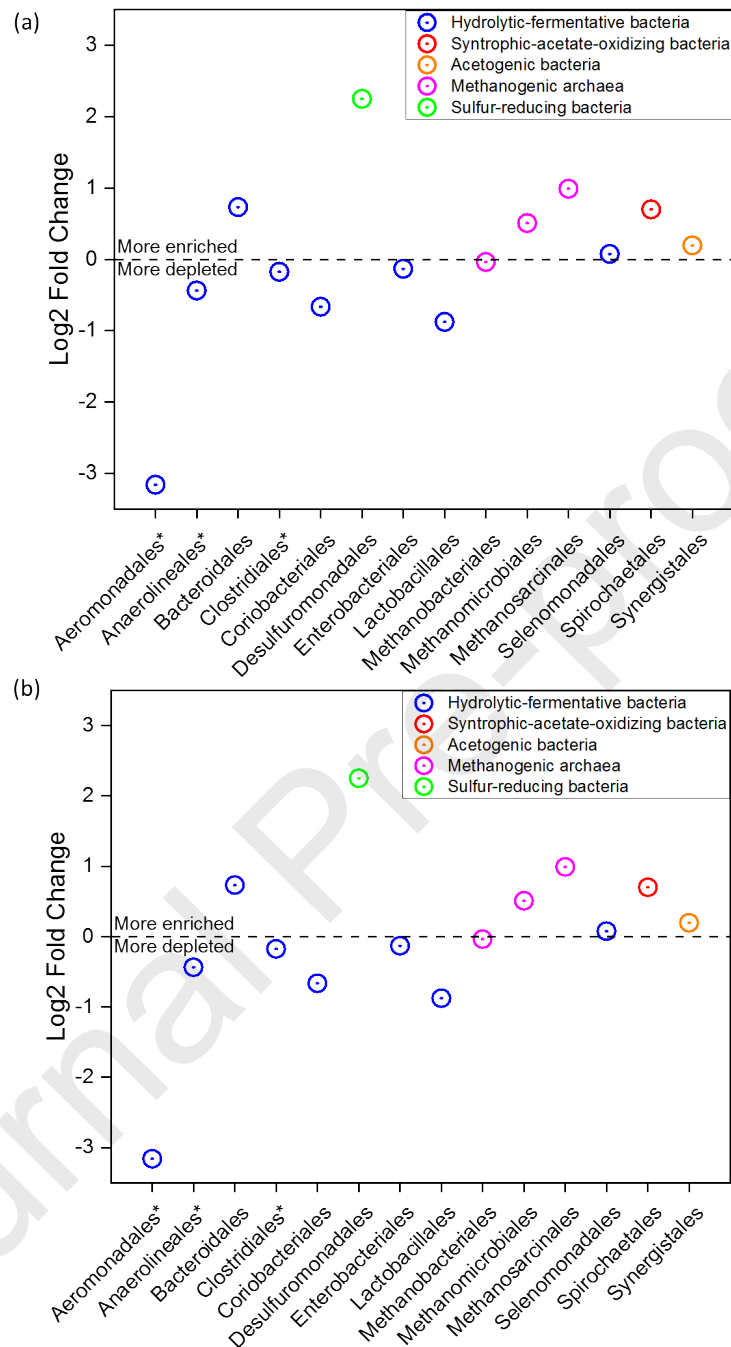 (a)
Hydrolytic-fermentative bacteria
Syntrophic-acetate-oxidizing bacteria
Acetogenic bacteria
Methanogenic archaea
Sulfur-reducing bacteria
3
2
1
0
-1
-2
-3
Log2 Fold Change
More enriched
More depleted
Aeromonadales*
Anaerolineales*
Bacteroidales
Clostridiales*
Coriobacteriales
Desulfuromonadales
Enterobacteriales
Lactobacillales
Methanobacteriales
Methanomicrobiales
Methanosarcinales
Selenomonadales
Spirochaetales
Synergistales
(b)
Hydrolytic-fermentative bacteria
Syntrophic-acetate-oxidizing bacteria
Acetogenic bacteria
Methanogenic archaea
Sulfur-reducing bacteria
3
2
1
0
-1
-2
-3
Log2 Fold Change
More enriched
More depleted
Aeromonadales*
Anaerolineales*
Bacteroidales
Clostridiales*
Coriobacteriales
Desulfuromonadales
Enterobacteriales
Lactobacillales
Methanobacteriales
Methanomicrobiales
Methanosarcinales
Selenomonadales
Spirochaetales
Synergistales
urnal Pre-proo